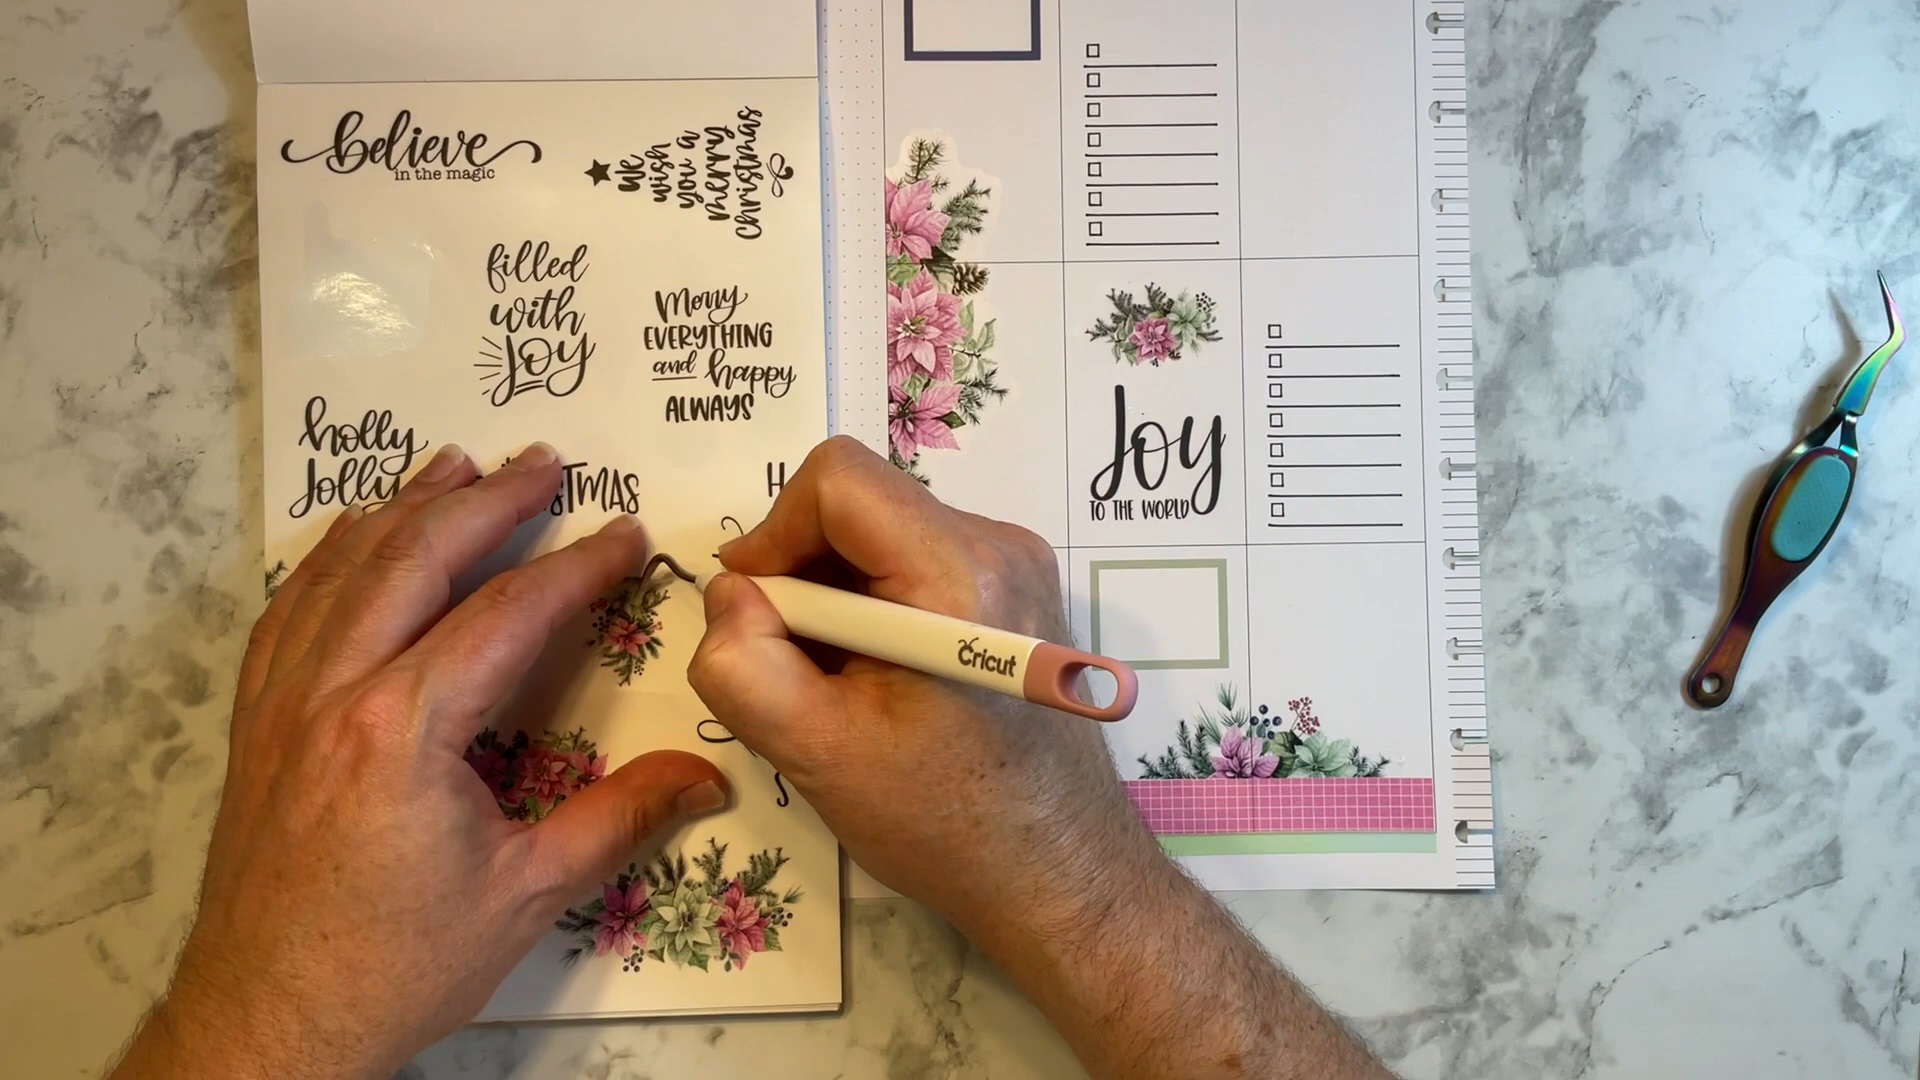 believe
in the magic
we
wish
you a
merry
christmas
filled
with
Joy
Merry
EVERYTHING
and happy
ALWAYS
holly
Jolly
Joy
TO THE WORLD
Cricut